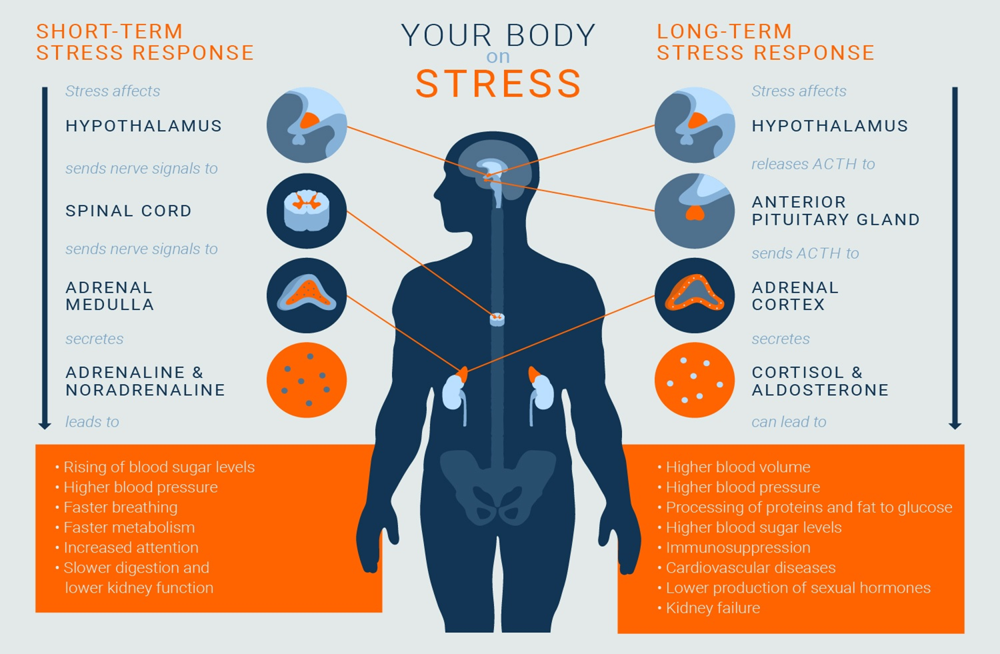 YOUR BODY
on
STRESS
SHORT-TERM
STRESS RESPONSE
Stress affects
HYPOTHALAMUS
sends nerve signals to
SPINAL CORD
sends nerve signals to
ADRENAL
MEDULLA
secretes
ADRENALINE &
NORADRENALINE
leads to
• Rising of blood sugar levels
• Higher blood pressure
• Faster breathing
• Faster metabolism
• Increased attention
• Slower digestion and
lower kidney function
LONG-TERM
STRESS RESPONSE
Stress affects
HYPOTHALAMUS
releases ACTH to
ANTERIOR
PITUITARY GLAND
sends ACTH to
ADRENAL
CORTEX
secretes
CORTISOL &
ALDOSTERONE
can lead to
• Higher blood volume
• Higher blood pressure
• Processing of proteins and fat to glucose
• Higher blood sugar levels
• Immunosuppression
• Cardiovascular diseases
• Lower production of sexual hormones
• Kidney failure